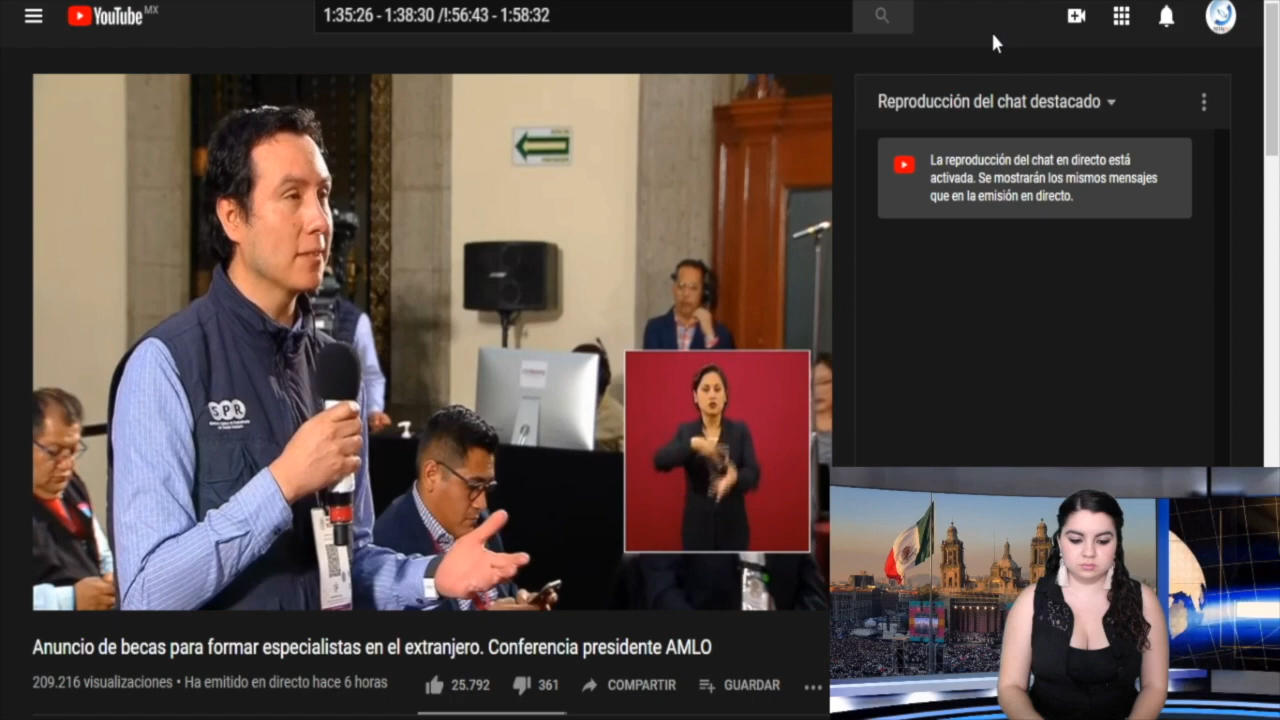 YouTube MX
1:35:26 - 1:38:30 /!:56:43 - 1:58:32
Reproducción del chat destacado
La reproducción del chat en directo está
activada. Se mostrarán los mismos mensajes
que en la emisión en directo.
SPR
Anuncio de becas para formar especialistas en el extranjero. Conferencia presidente AMLO
209.216 visualizaciones • Ha emitido en directo hace 6 horas
25.792
361
COMPARTIR
GUARDAR